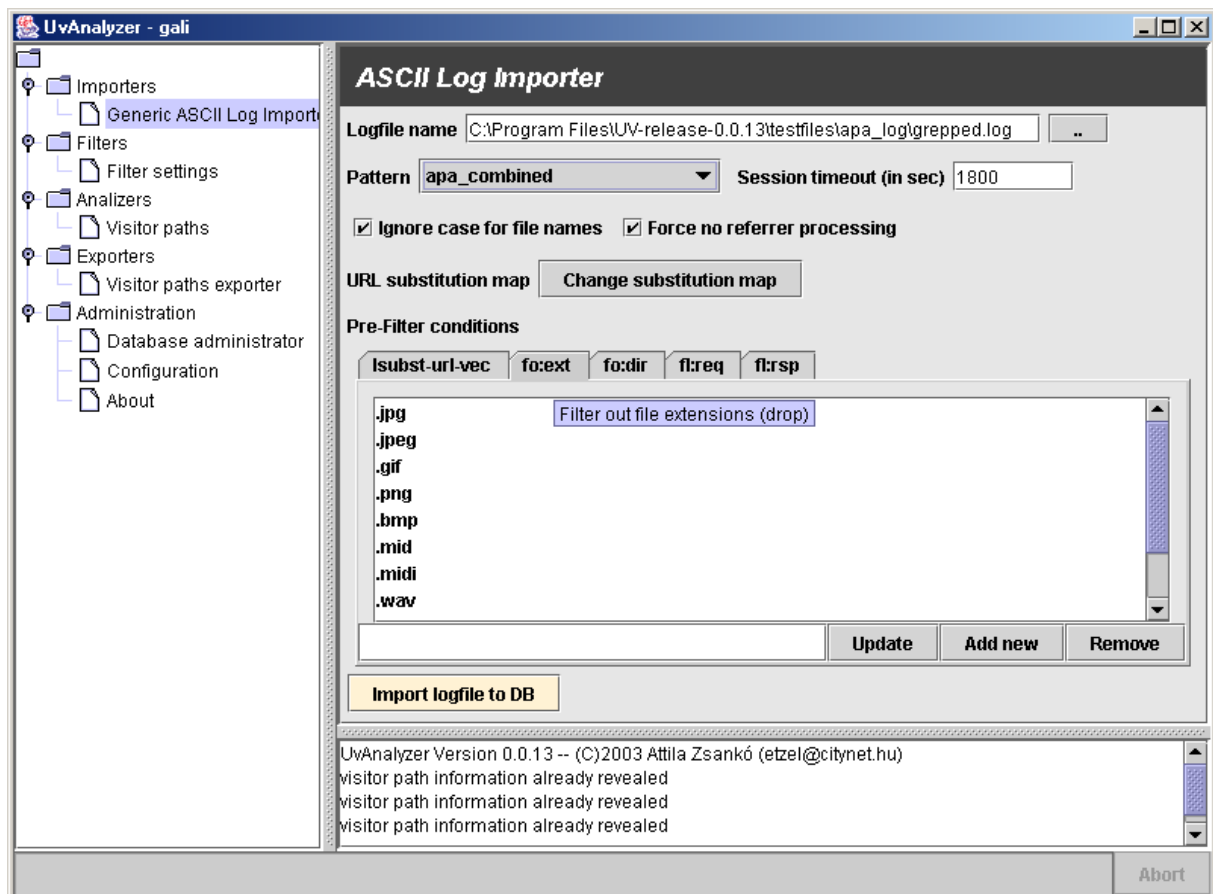 UvAnalyzer - gali
Importers
Generic ASCII Log Import
Filters
Filter settings
Analizers
Visitor paths
Exporters
Visitor paths exporter
Administration
Database administrator
Configuration
About
ASCII Log Importer
Logfile name C:\Program Files\UV-release-0.0.13\testfiles\apa_log\grepped.log ..
Pattern apa_combined Session timeout (in sec) 1800
Ignore case for file names Force no referrer processing
URL substitution map Change substitution map
Pre-Filter conditions
lsubst-url-vec fo:ext fo:dir fl:req fl:rsp
.jpg Filter out file extensions (drop)
.jpeg
.gif
.png
.bmp
.mid
.midi
.wav
Update Add new Remove
Import logfile to DB
UvAnalyzer Version 0.0.13 -- (C)2003 Attila Zsankó (etzel@citynet.hu)
visitor path information already revealed
visitor path information already revealed
visitor path information already revealed
Abort